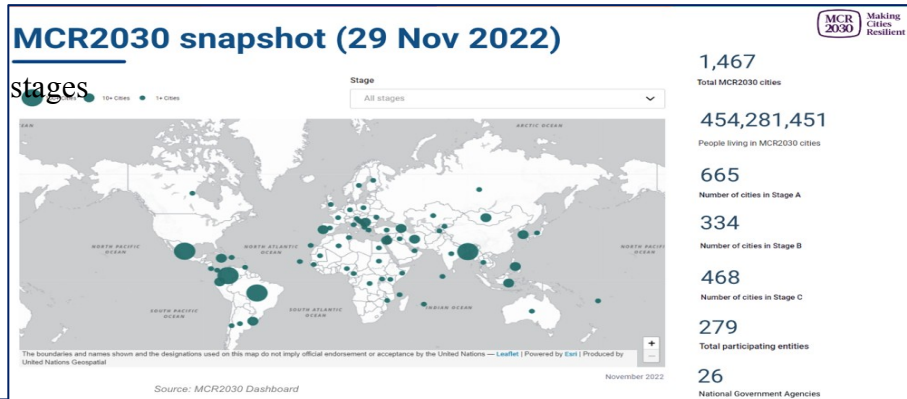 MCR2030 snapshot (29 Nov 2022)
MCR
2030
Making
Cities
Resilient
stages
10+ Cities
1+ Cities
Stage
All stages
ARCTIC OCEAN
NORTH PACIFIC
OCEAN
NORTH ATLANTIC
OCEAN
SOUTH PACIFIC
OCEAN
SOUTH ATLANTIC
OCEAN
INDIAN OCEAN
The boundaries and names shown and the designations used on this map do not imply official endorsement or acceptance by the United Nations — Leaflet | Powered by Esri | Produced by
United Nations Geospatial
November 2022
Source: MCR2030 Dashboard
1,467
Total MCR2030 cities
454,281,451
People living in MCR2030 cities
665
Number of cities in Stage A
334
Number of cities in Stage B
468
Number of cities in Stage C
279
Total participating entities
26
National Government Agencies